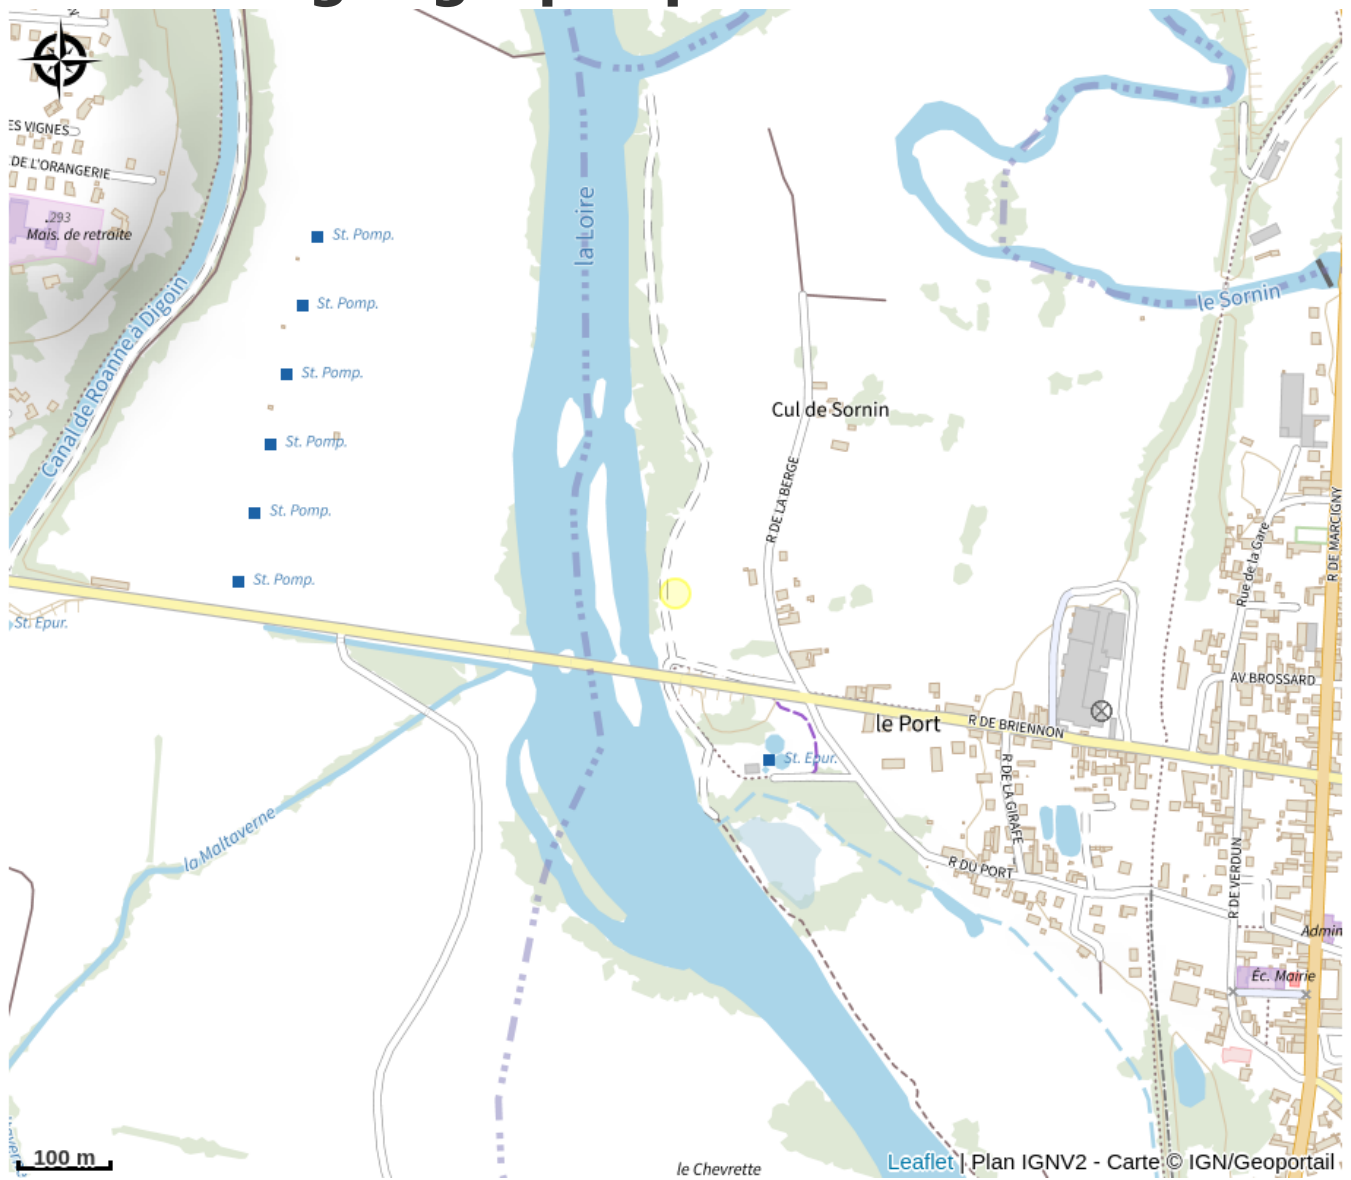 ES VIGNES
DE L'ORANGERIE
.293
Mais. de retraite
Canal de Roanne à Digoin
St. Pomp.
St. Pomp.
St. Pomp.
St. Pomp.
St. Pomp.
St. Pomp.
St. Epur.
la Loire
le Sornin
Cul de Sornin
R DE LA BERGE
R DE MARCIGNY
Rue de la Gare
AV BROSSARD
le Port
R DE BRIENNON
St. Epur.
R DE LA GIRAFE
la Maltaverne
R DU PORT
R DE VERDUN
Admin
Éc. Mairie
100 m
le Chevrette
Leaflet | Plan IGNV2 - Carte © IGN/Geoportail